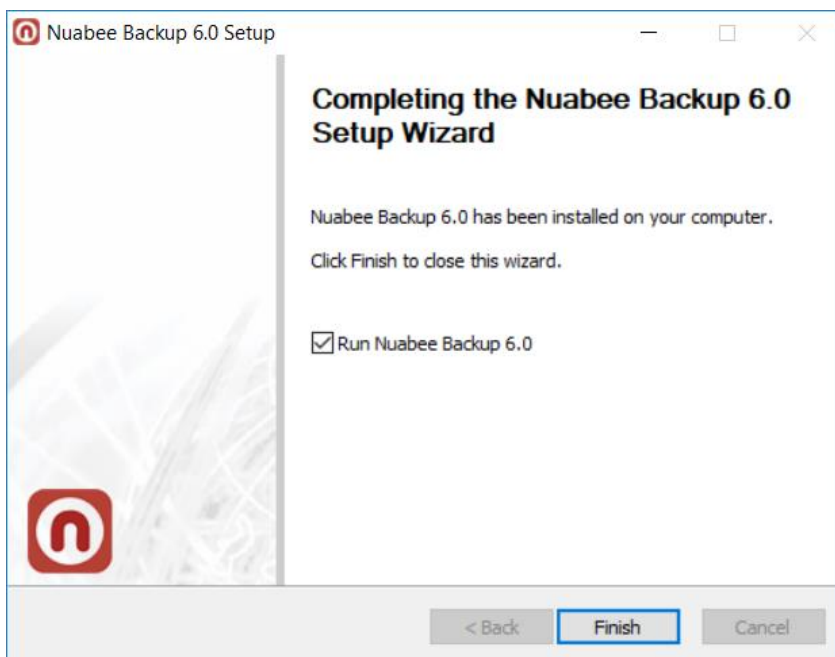 Nuabee Backup 6.0 Setup
Completing the Nuabee Backup 6.0
Setup Wizard
Nuabee Backup 6.0 has been installed on your computer.
Click Finish to close this wizard.
Run Nuabee Backup 6.0
< Back
Finish
Cancel